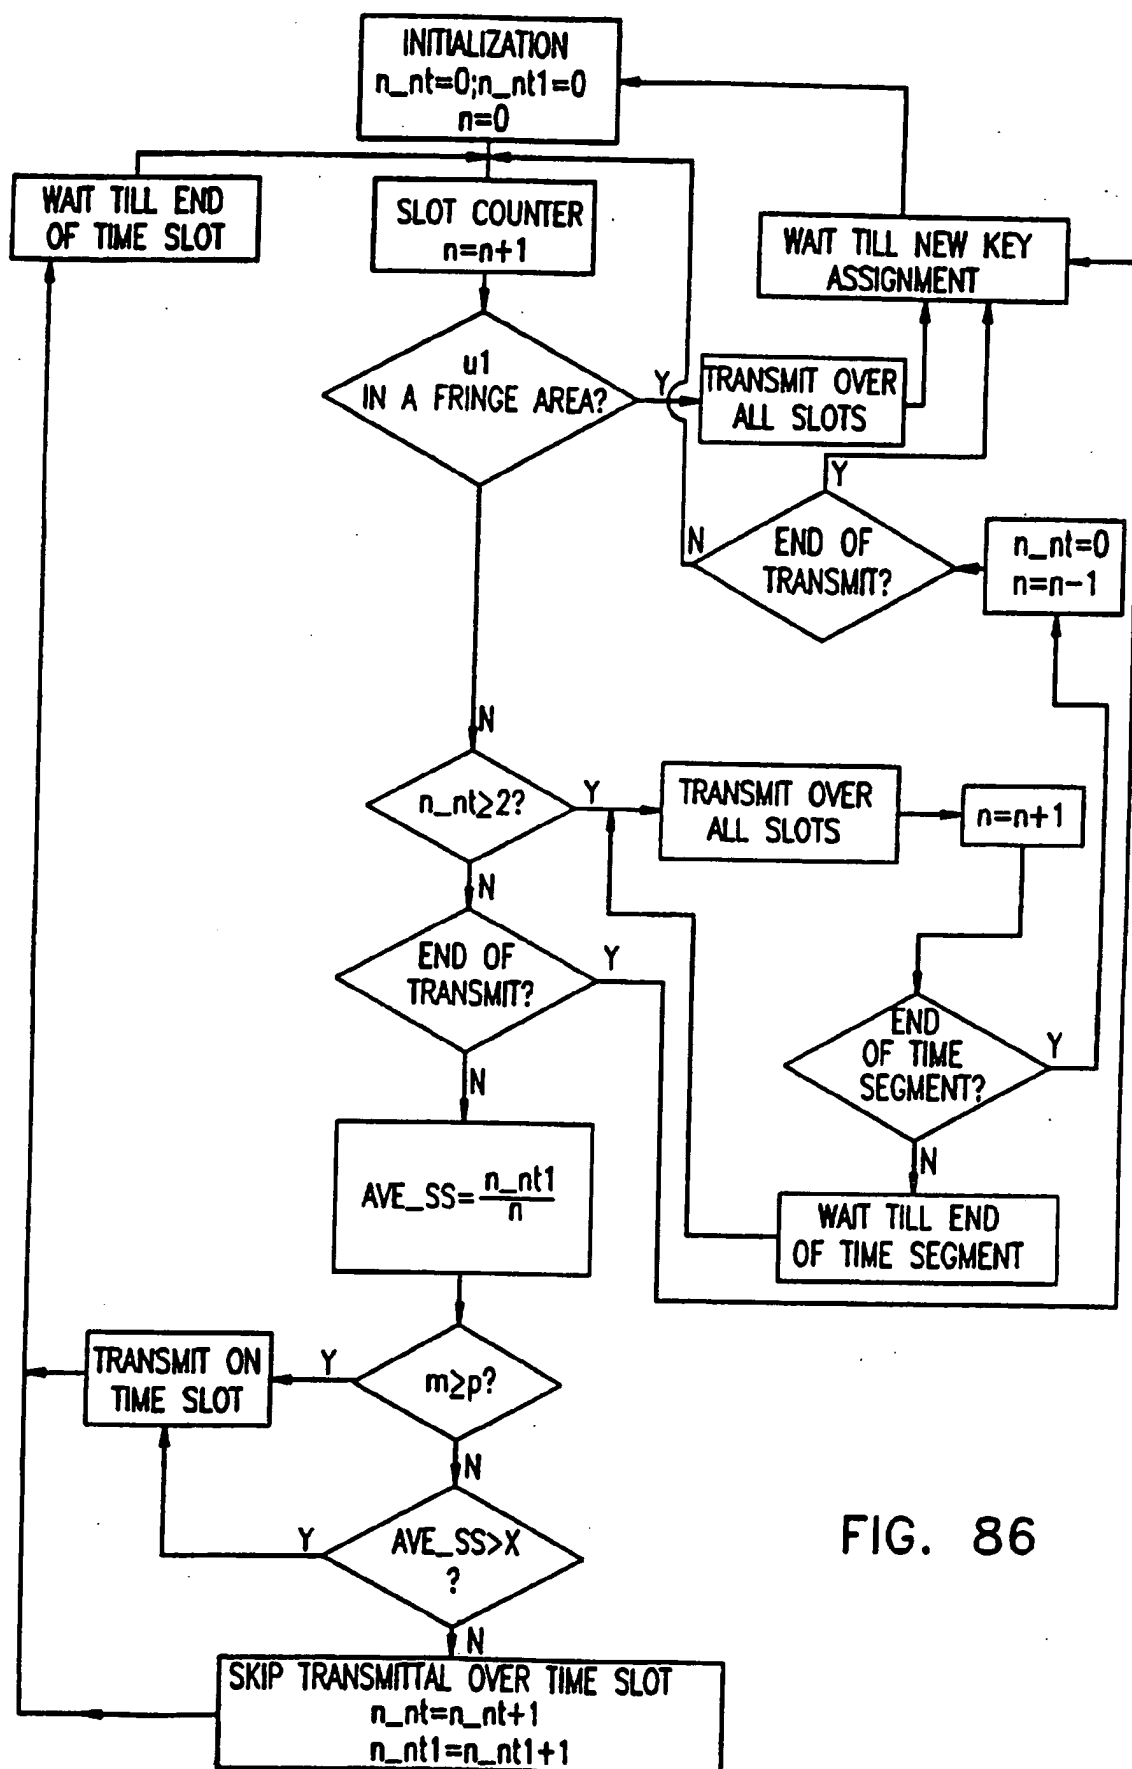 INITIALIZATION
n_nt=0;n_nt1=0
n=0
WAIT TILL END
OF TIME SLOT
SLOT COUNTER
n=n+1
WAIT TILL NEW KEY
ASSIGNMENT
u1
IN A FRINGE AREA?
Y
TRANSMIT OVER
ALL SLOTS
Y
N
END OF
TRANSMIT?
n_nt=0
n=n-1
N
n_nt≥2?
Y
TRANSMIT OVER
ALL SLOTS
n=n+1
N
END OF
TRANSMIT?
Y
END
OF TIME
SEGMENT?
Y
N
N
AVE_SS=n_nt1/n
WAIT TILL END
OF TIME SEGMENT
TRANSMIT ON
TIME SLOT
Y
m≥p?
N
Y
AVE_SS>X
?
N
SKIP TRANSMITTAL OVER TIME SLOT
n_nt=n_nt+1
n_nt1=n_nt1+1
FIG. 86